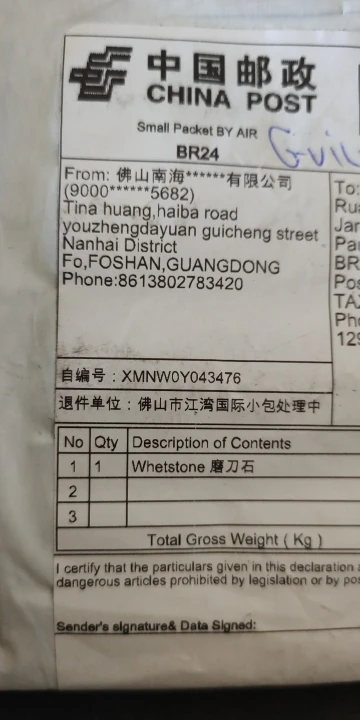 中国邮政
CHINA POST
Small Packet BY AIR
BR24
From: 佛山南海******有限公司
(9000******5682)
Tina huang,haiba road
youzhengdayuan guicheng street
Nanhai District
Fo,FOSHAN,GUANGDONG
Phone:8613802783420
To:
BR
自编号：XMNW0Y043476
退件单位：佛山市江湾国际小包处理中
No Qty Description of Contents
1 1 Whetstone 磨刀石
2
3
Total Gross Weight ( Kg )
I certify that the particulars given in this declaration
dangerous articles prohibited by legislation or by
Sender's signature& Data Signed: